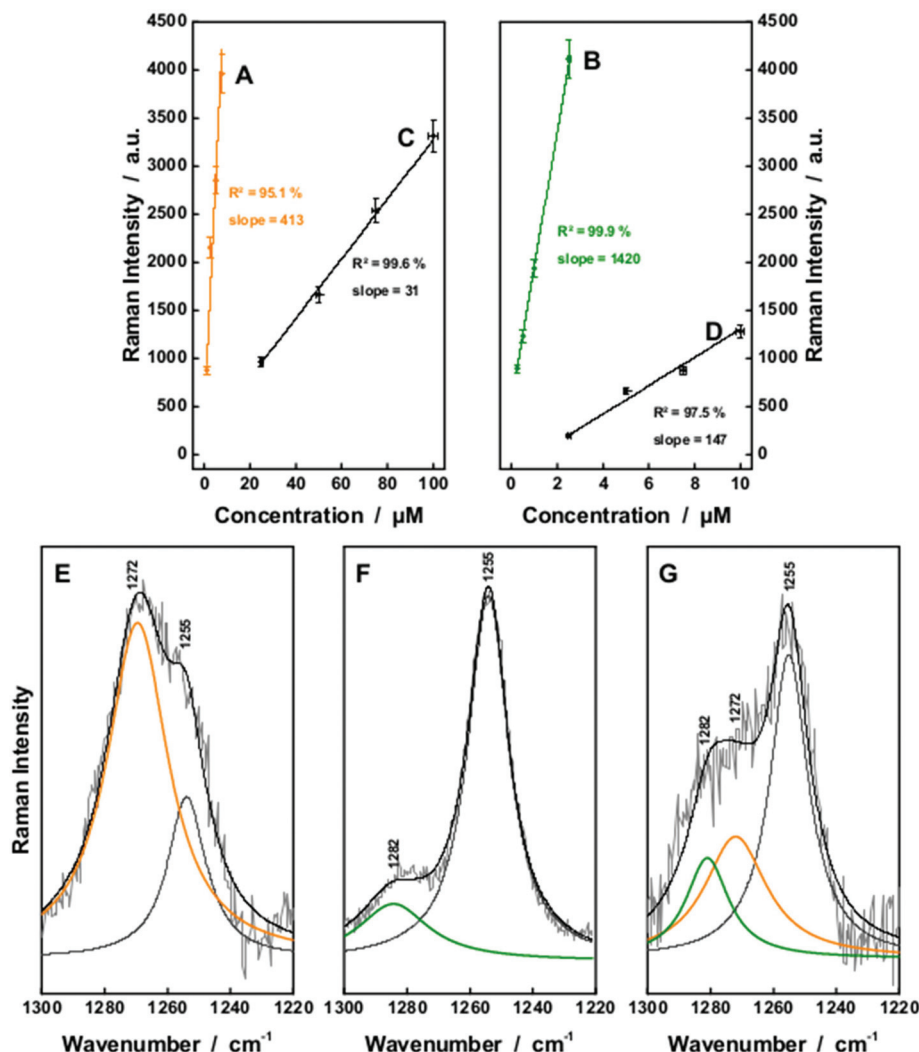 4500
4000
3500
3000
2500
2000
1500
1000
500
0
Raman Intensity / a.u.
A
C
R² = 95.1 %
slope = 413
R² = 99.6 %
slope = 31
0 20 40 60 80 100
Concentration / µM
B
D
R² = 99.9 %
slope = 1420
R² = 97.5 %
slope = 147
0 2 4 6 8 10
Concentration / µM
4500
4000
3500
3000
2500
2000
1500
1000
500
0
Raman Intensity / a.u.
Raman Intensity
E
1272
1255
1300 1280 1260 1240 1220
Wavenumber / cm⁻¹
F
1282
1255
1300 1280 1260 1240 1220
Wavenumber / cm⁻¹
G
1282
1272
1255
1300 1280 1260 1240 1220
Wavenumber / cm⁻¹